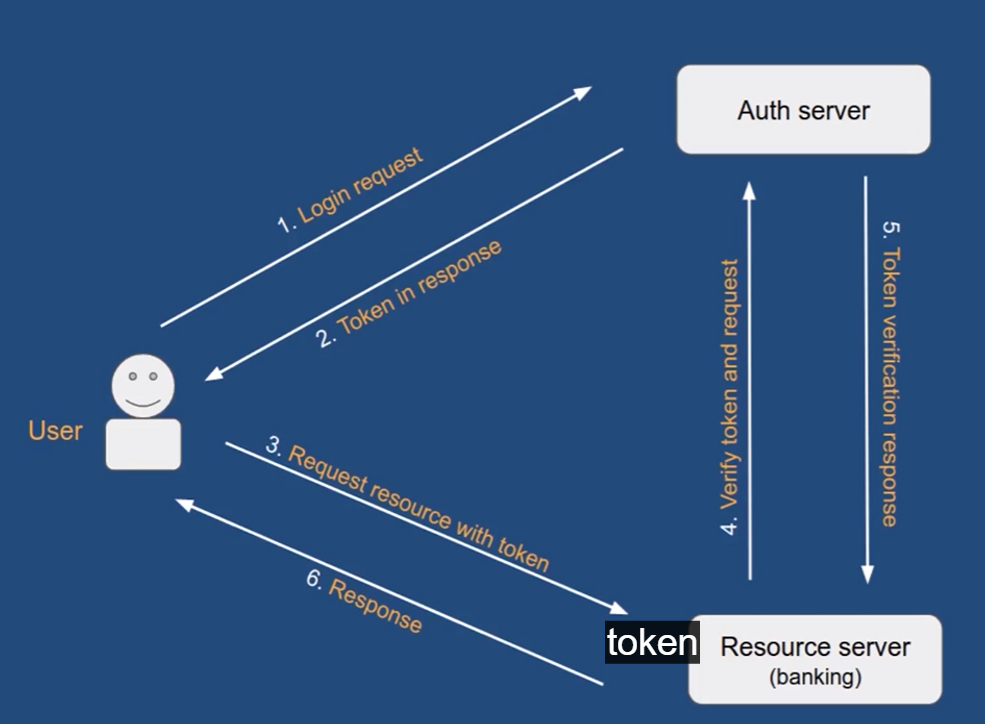 Auth server
1. Login request
2. Token in response
User
3. Request resource with token
4. Verify token and request
5. Token verification response
6. Response
token
Resource server
(banking)